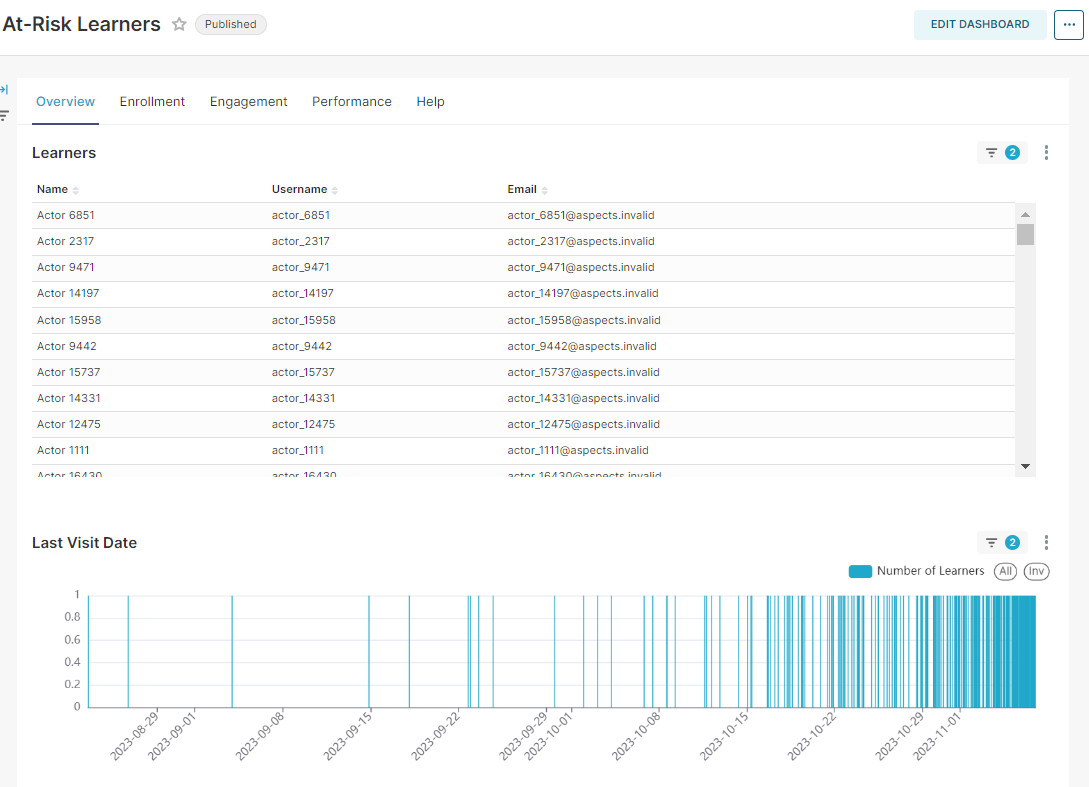 At-Risk Learners Published EDIT DASHBOARD ...
Overview Enrollment Engagement Performance Help
Learners 2
Name Username Email
Actor 6851 actor_6851 actor_6851@aspects.invalid
Actor 2317 actor_2317 actor_2317@aspects.invalid
Actor 9471 actor_9471 actor_9471@aspects.invalid
Actor 14197 actor_14197 actor_14197@aspects.invalid
Actor 15958 actor_15958 actor_15958@aspects.invalid
Actor 9442 actor_9442 actor_9442@aspects.invalid
Actor 15737 actor_15737 actor_15737@aspects.invalid
Actor 14331 actor_14331 actor_14331@aspects.invalid
Actor 12475 actor_12475 actor_12475@aspects.invalid
Actor 1111 actor_1111 actor_1111@aspects.invalid
Actor 16430 actor_16430 actor_16430@aspects.invalid
Last Visit Date 2
Number of Learners All Inv
1
0.8
0.6
0.4
0.2
0
2023-08-29 2023-09-01 2023-09-08 2023-09-15 2023-09-22 2023-09-29 2023-10-01 2023-10-08 2023-10-15 2023-10-22 2023-10-29 2023-11-01